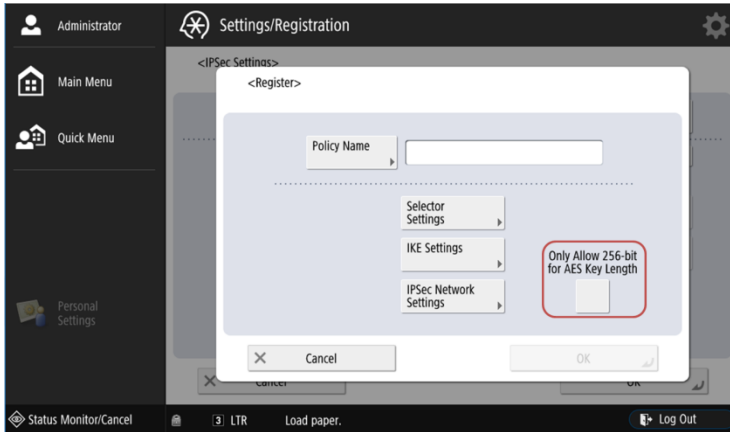 Administrator
Settings/Registration
<IPSec Settings>
Main Menu
<Register>
Quick Menu
Policy Name
Selector
Settings
IKE Settings
Only Allow 256-bit
for AES Key Length
IPSec Network
Settings
Personal
Settings
Cancel
OK
Cancel
OK
Status Monitor/Cancel
3 LTR Load paper.
Log Out